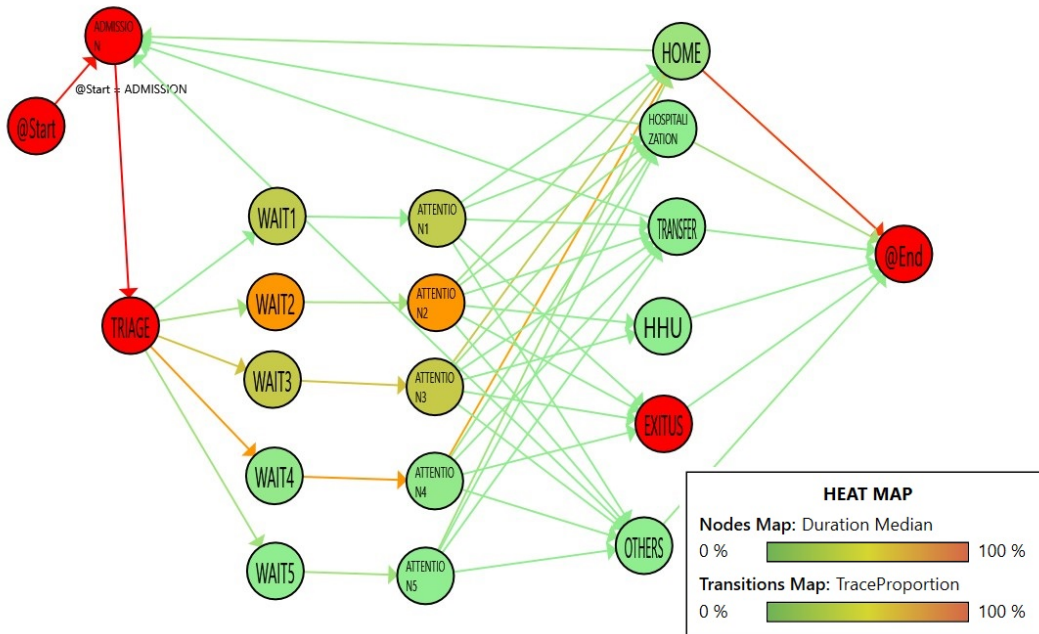 ADMISSIO
N
HOME
@Start = ADMISSION
@Start
HOSPITALI
ZATION
WAIT1
ATTENTIO
N1
TRANSFER
@End
WAIT2
ATTENTIO
N2
TRIAGE
HHU
WAIT3
ATTENTIO
N3
EXITUS
WAIT4
ATTENTIO
N4
OTHERS
WAIT5
ATTENTIO
N5
HEAT MAP
Nodes Map: Duration Median
0 % 100 %
Transitions Map: TraceProportion
0 % 100 %